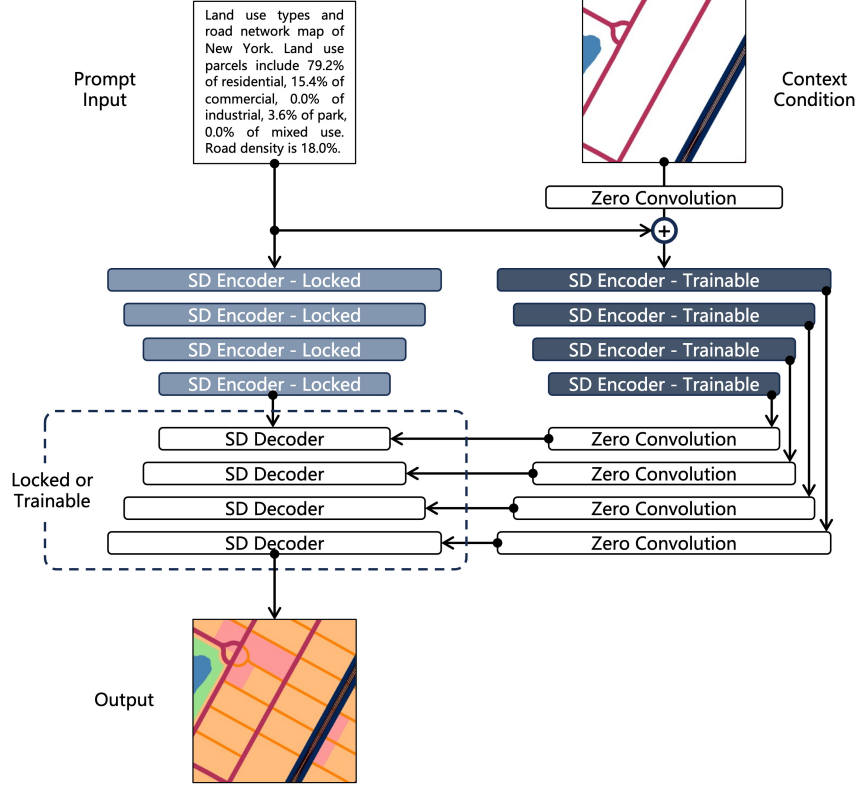 Prompt
Input
Land use types and
road network map of
New York. Land use
parcels include 79.2%
of residential, 15.4% of
commercial, 0.0% of
industrial, 3.6% of park,
0.0% of mixed use.
Road density is 18.0%.
Context
Condition
Zero Convolution
+
SD Encoder - Locked
SD Encoder - Trainable
SD Encoder - Locked
SD Encoder - Trainable
SD Encoder - Locked
SD Encoder - Trainable
SD Encoder - Locked
SD Encoder - Trainable
Locked or
Trainable
SD Decoder
Zero Convolution
SD Decoder
Zero Convolution
SD Decoder
Zero Convolution
SD Decoder
Zero Convolution
Output